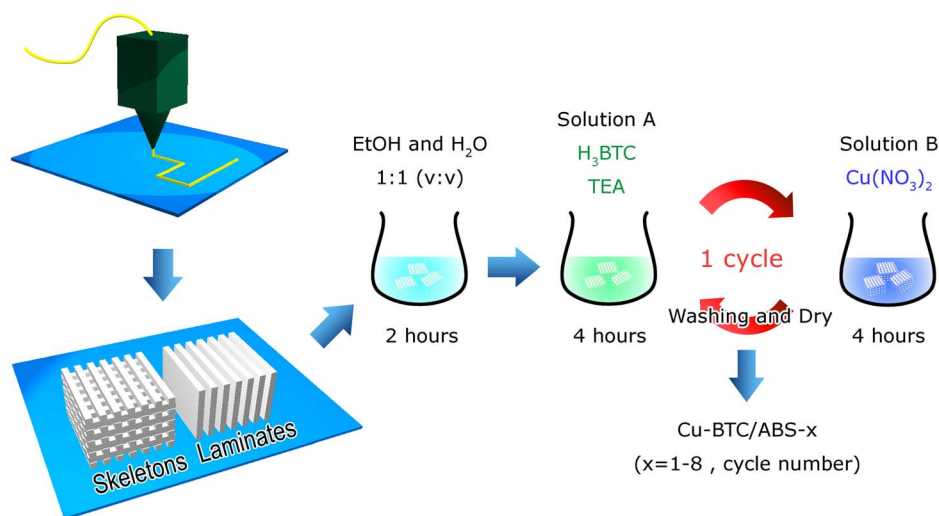 EtOH and H₂O
1:1 (v:v)
2 hours
Solution A
H₃BTC
TEA
4 hours
1 cycle
Washing and Dry
Solution B
Cu(NO₃)₂
4 hours
Skeletons
Laminates
Cu-BTC/ABS-x
(x=1-8 , cycle number)